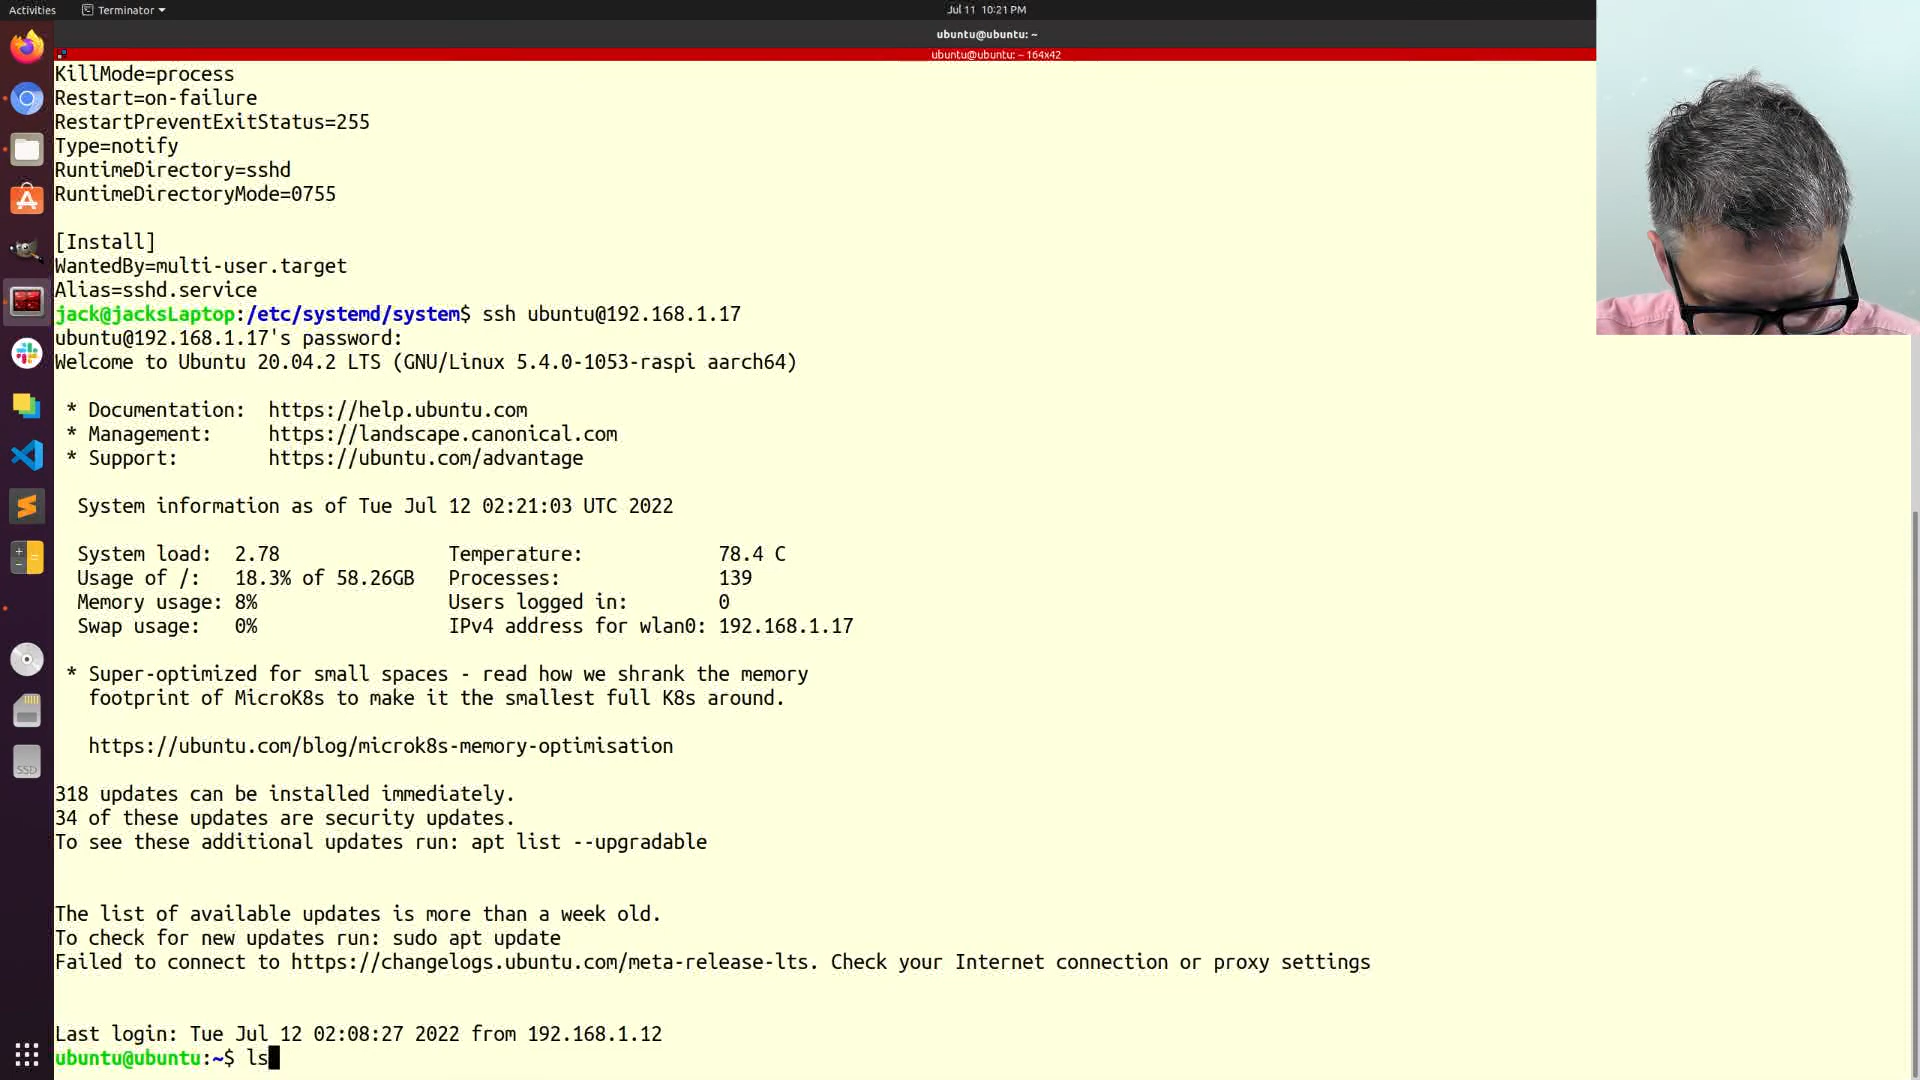 Activities
Terminator
Jul 11 10:21 PM
ubuntu@ubuntu: ~
ubuntu@ubuntu: ~ 164x42
KillMode=process
Restart=on-failure
RestartPreventExitStatus=255
Type=notify
RuntimeDirectory=sshd
RuntimeDirectoryMode=0755
[Install]
WantedBy=multi-user.target
Alias=sshd.service
jack@jacksLaptop:/etc/systemd/system$ ssh ubuntu@192.168.1.17
ubuntu@192.168.1.17's password:
Welcome to Ubuntu 20.04.2 LTS (GNU/Linux 5.4.0-1053-raspi aarch64)
* Documentation: https://help.ubuntu.com
* Management: https://landscape.canonical.com
* Support: https://ubuntu.com/advantage
System information as of Tue Jul 12 02:21:03 UTC 2022
System load: 2.78 Temperature: 78.4 C
Usage of /: 18.3% of 58.26GB Processes: 139
Memory usage: 8% Users logged in: 0
Swap usage: 0% IPv4 address for wlan0: 192.168.1.17
* Super-optimized for small spaces - read how we shrank the memory
footprint of MicroK8s to make it the smallest full K8s around.
https://ubuntu.com/blog/microk8s-memory-optimisation
318 updates can be installed immediately.
34 of these updates are security updates.
To see these additional updates run: apt list --upgradable
The list of available updates is more than a week old.
To check for new updates run: sudo apt update
Failed to connect to https://changelogs.ubuntu.com/meta-release-lts. Check your Internet connection or proxy settings
Last login: Tue Jul 12 02:08:27 2022 from 192.168.1.12
ubuntu@ubuntu:~$ ls
SSD